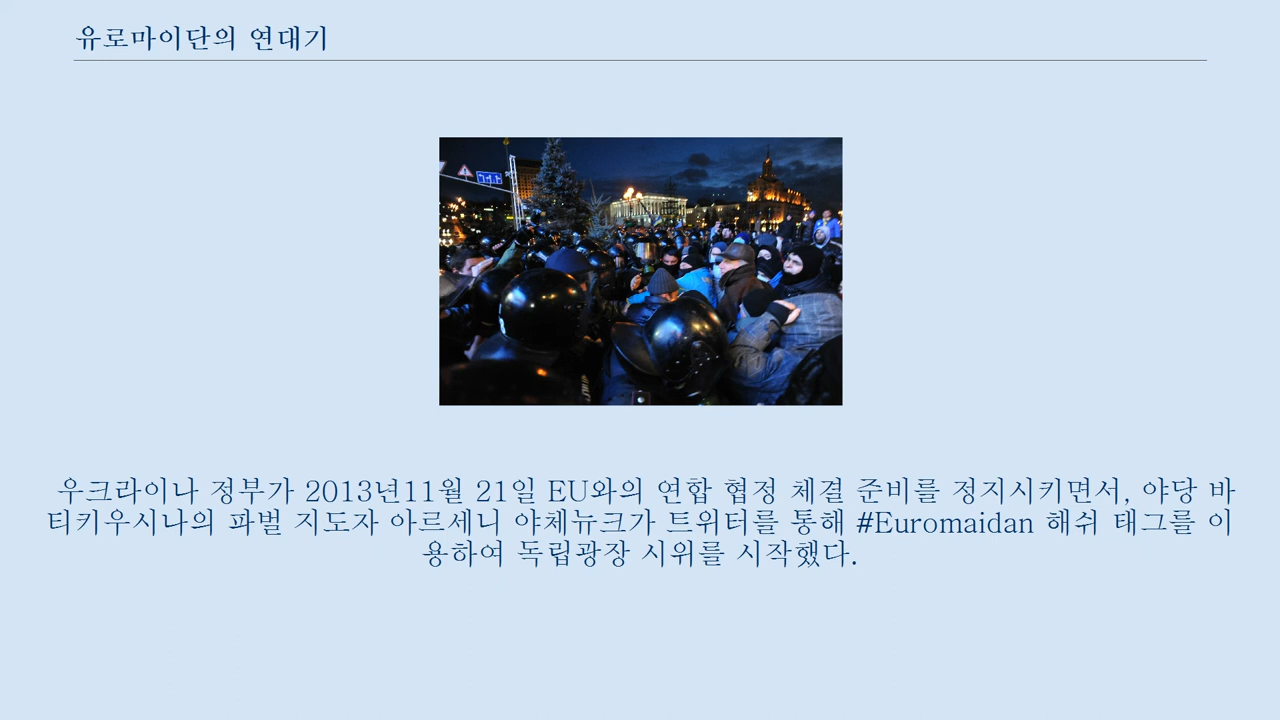 유로마이단의 연대기
우크라이나 정부가 2013년11월 21일 EU와의 연합 협정 체결 준비를 정지시키면서, 야당 바
티키우시나의 파벌 지도자 아르세니 야체뉴크가 트위터를 통해 #Euromaidan 해쉬 태그를 이
용하여 독립광장 시위를 시작했다.